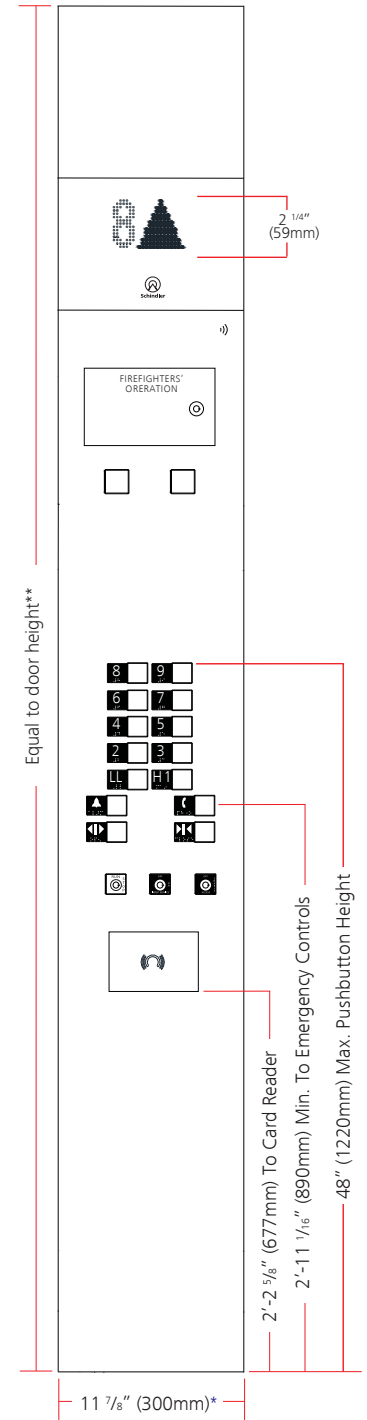 8
2 1/4"
(59mm)
Schindler
FIREFIGHTERS'
ORERATION
Equal to door height**
8 9
6 7
4 5
2 3
LL H1
2'-2 5/8" (677mm) To Card Reader
2'-11 1/16" (890mm) Min. To Emergency Controls
48" (1220mm) Max. Pushbutton Height
11 7/8" (300mm)*